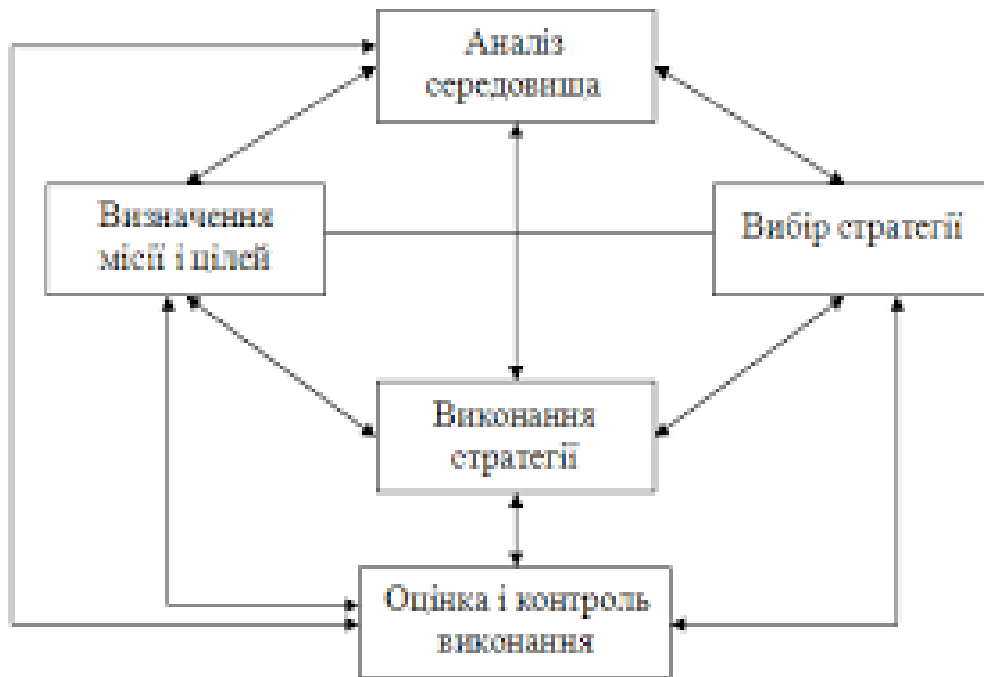 Аналіз
середовища
Визначення
місії і цілей
Вибір стратегії
Виконання
стратегії
Оцінка і контроль
виконання